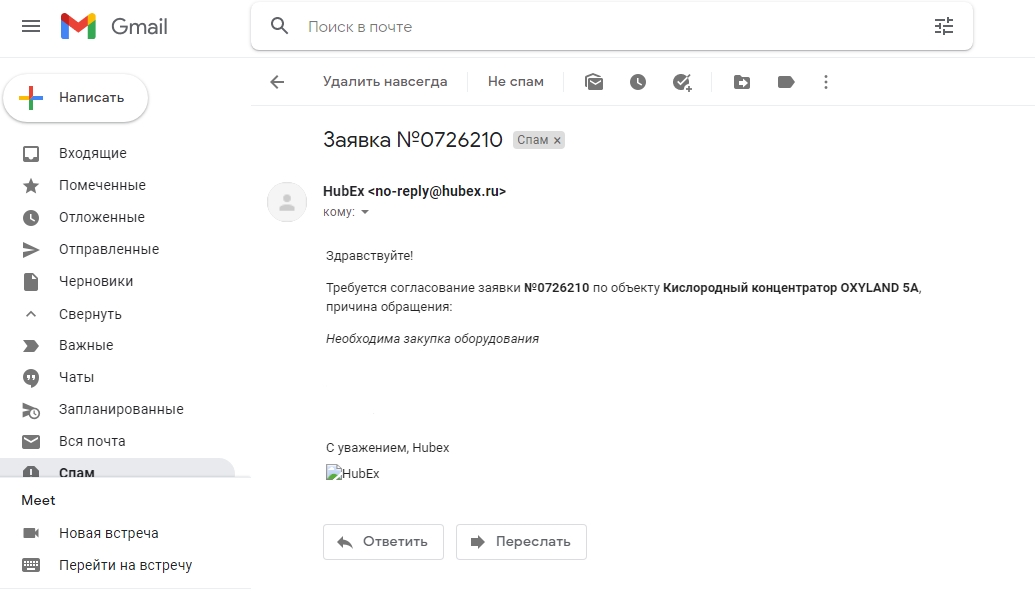 Gmail
Поиск в почте
Написать
Входящие
Помеченные
Отложенные
Отправленные
Черновики
Свернуть
Важные
Чаты
Запланированные
Вся почта
Спам
Meet
Новая встреча
Перейти на встречу
Удалить навсегда
Не спам
Заявка №0726210 Спам ×
HubEx <no-reply@hubex.ru>
кому:
Здравствуйте!
Требуется согласование заявки №0726210 по объекту Кислородный концентратор OXYLAND 5A,
причина обращения:
Необходима закупка оборудования
С уважением, Hubex
HubEx
Ответить
Переслать